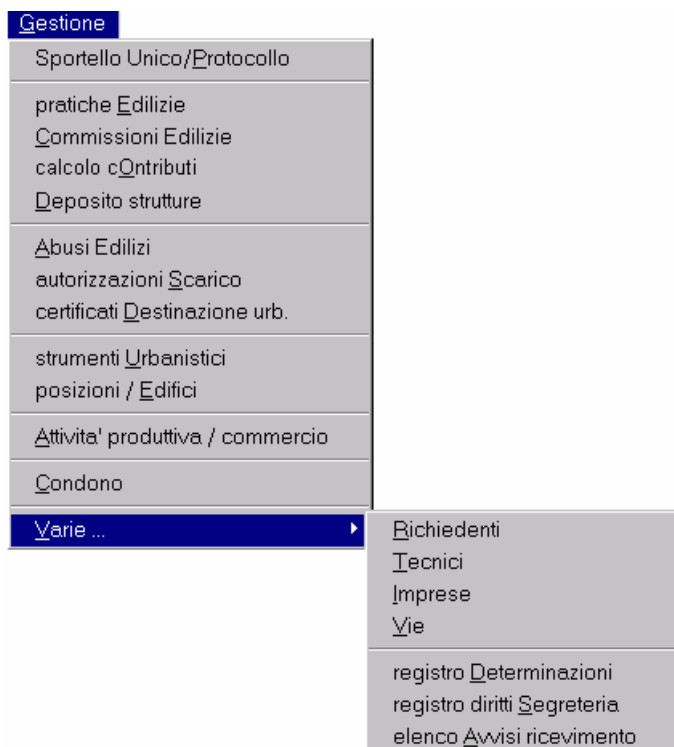 Gestione
Sportello Unico/Protocollo
pratiche Edilizie
Commissioni Edilizie
calcolo cOntributi
Deposito strutture
Abusi Edilizi
autorizzazioni Scarico
certificati Destinazione urb.
strumenti Urbanistici
posizioni / Edifici
Attivita' produttiva / commercio
Condono
Varie ...
Richiedenti
Tecnici
Imprese
Vie
registro Determinazioni
registro diritti Segreteria
elenco Avvisi ricevimento